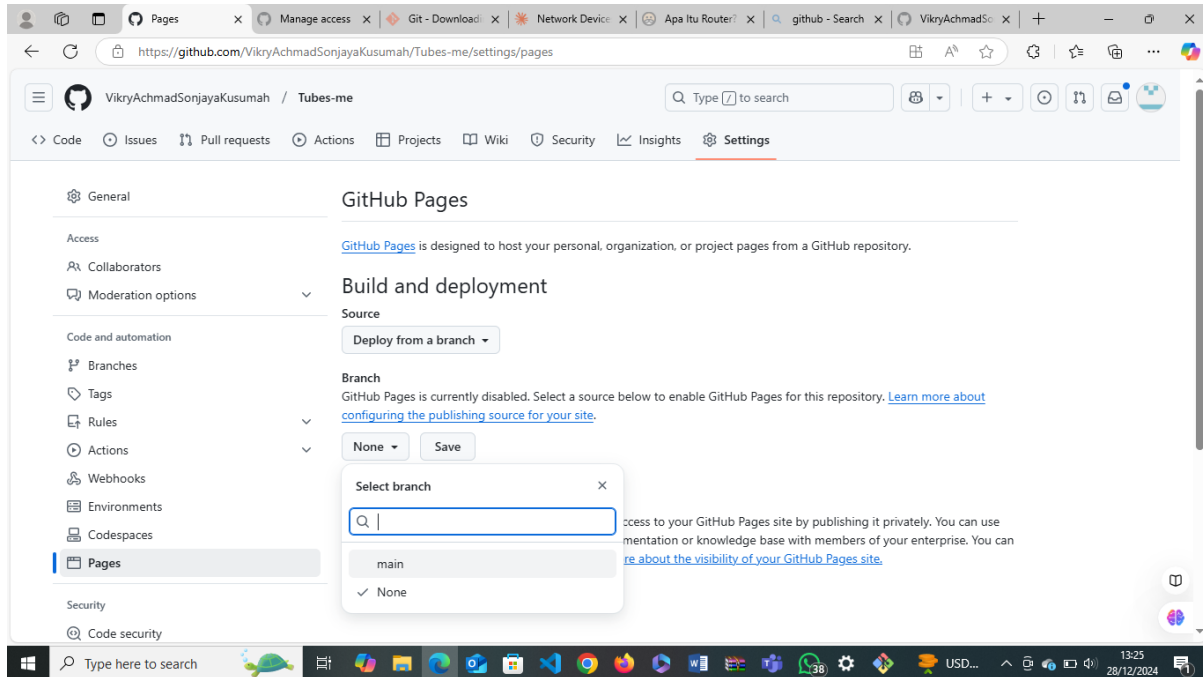 Pages
Manage access
Git - Downloadi
Network Device
Apa Itu Router?
github - Search
VikryAchmadSo
https://github.com/VikryAchmadSonjayaKusumah/Tubes-me/settings/pages
VikryAchmadSonjayaKusumah / Tubes-me
Type / to search
Code
Issues
Pull requests
Actions
Projects
Wiki
Security
Insights
Settings
General
Access
Collaborators
Moderation options
Code and automation
Branches
Tags
Rules
Actions
Webhooks
Environments
Codespaces
Pages
Security
Code security
GitHub Pages
GitHub Pages is designed to host your personal, organization, or project pages from a GitHub repository.
Build and deployment
Source
Deploy from a branch
Branch
GitHub Pages is currently disabled. Select a source below to enable GitHub Pages for this repository. Learn more about
configuring the publishing source for your site.
None
Save
Select branch
main
None
ccess to your GitHub Pages site by publishing it privately. You can use
mentation or knowledge base with members of your enterprise. You can
re about the visibility of your GitHub Pages site.
Type here to search
38
USD...
13:25
28/12/2024
1